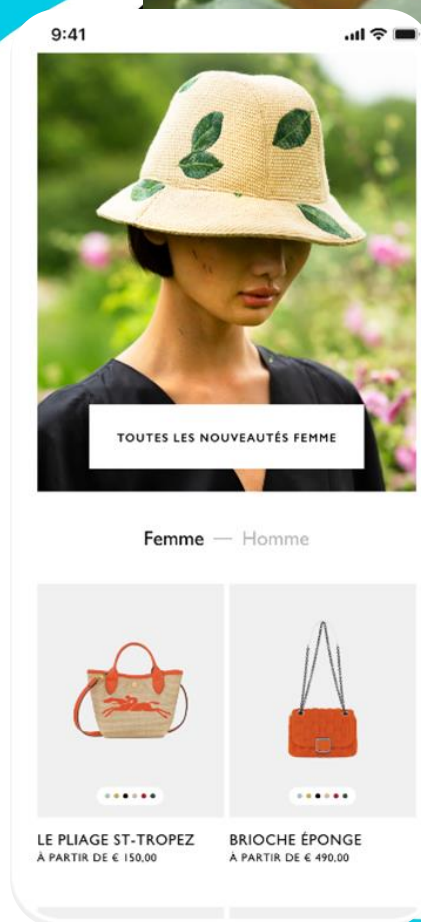 9:41
TOUTES LES NOUVEAUTÉS FEMME
Femme — Homme
LE PLIAGE ST-TROPEZ
À PARTIR DE € 150,00
BRIOCHE ÉPONGE
À PARTIR DE € 490,00